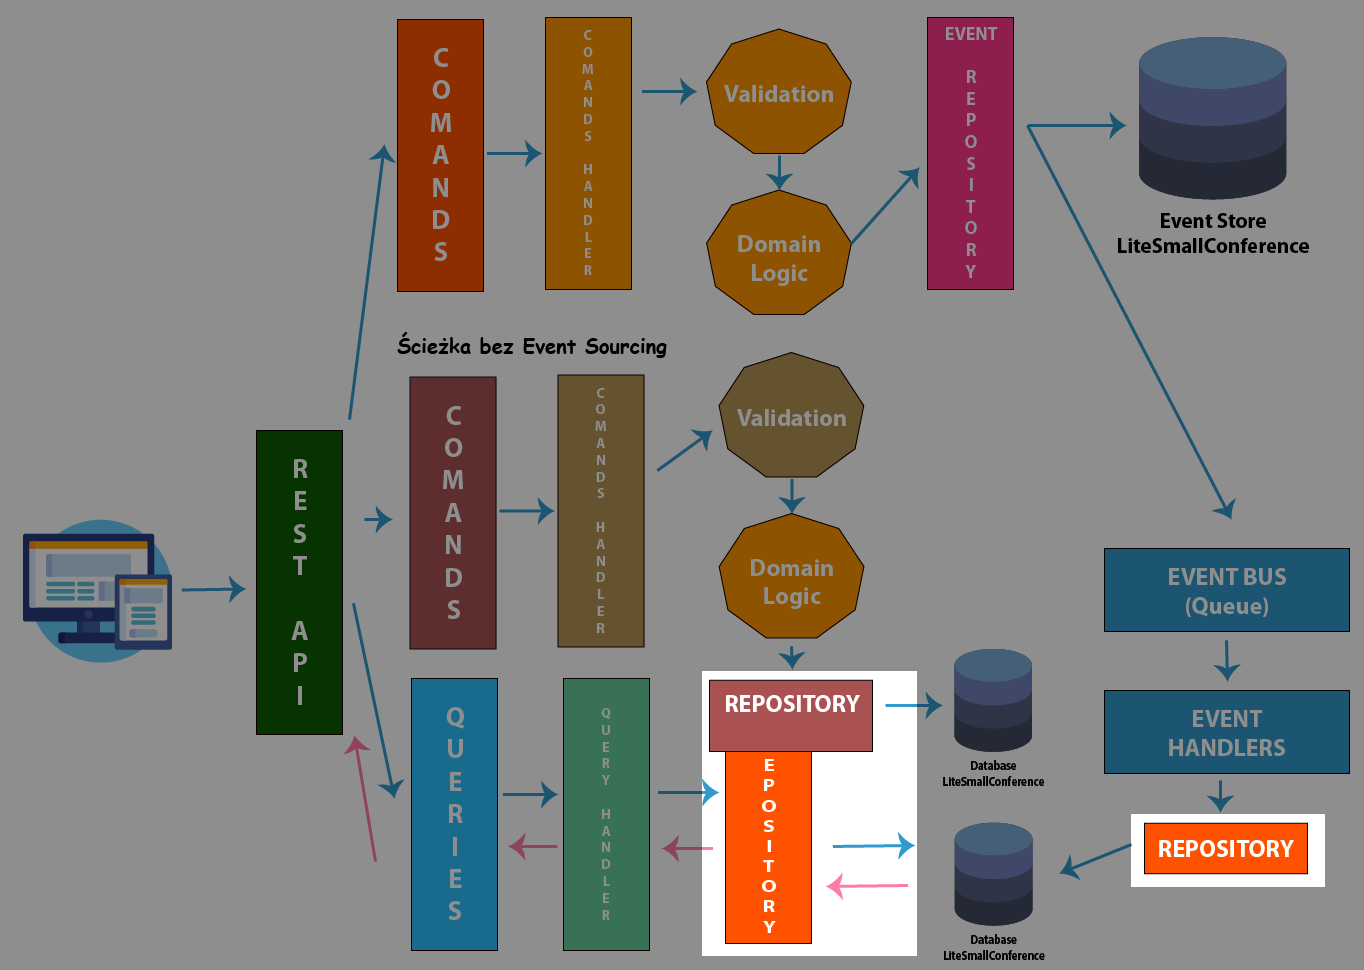 COMANDS
COMANDS HANDLER
Validation
Domain
Logic
EVENT
REPOSITORY
Event Store
LiteSmallConference
Ścieżka bez Event Sourcing
REST API
COMANDS
COMANDS HANDLER
Validation
Domain
Logic
REPOSITORY
Database
LiteSmallConference
QUERIES
QUERY HANDLER
EPOSITORY
Database
LiteSmallConference
EVENT BUS
(Queue)
EVENT
HANDLERS
REPOSITORY